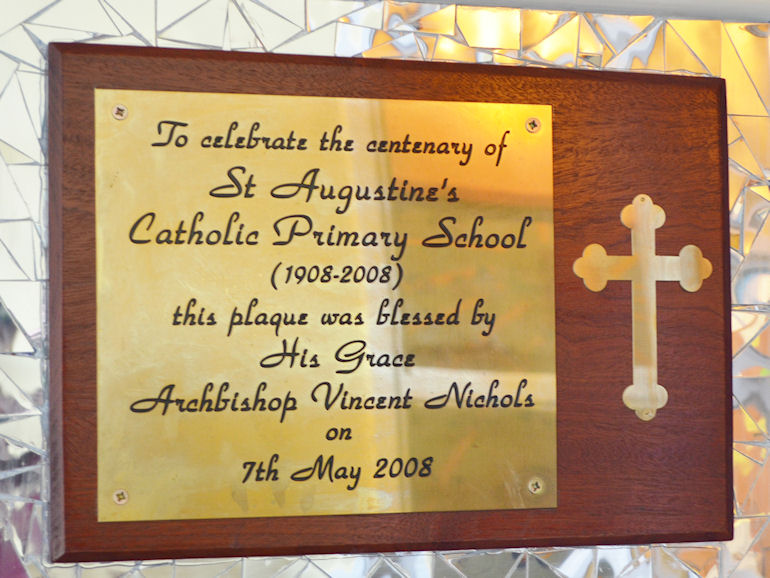 To celebrate the centenary of
St Augustine's
Catholic Primary School
(1908-2008)
this plaque was blessed by
His Grace
Archbishop Vincent Nichols
on
7th May 2008